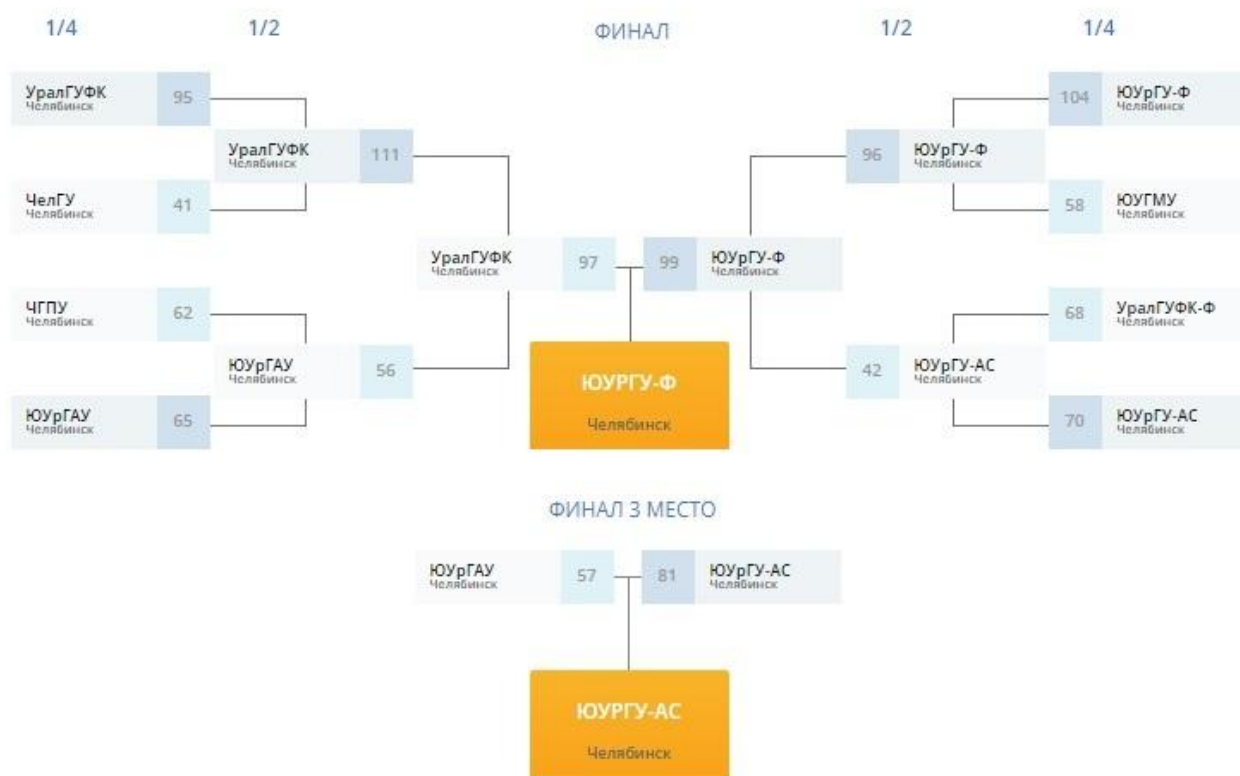 1/4
1/2
ФИНАЛ
1/2
1/4
УралГУФК
Челябинск
95
ЧелГУ
Челябинск
41
ЧГПУ
Челябинск
62
ЮУрГАУ
Челябинск
65
УралГУФК
Челябинск
111
ЮУрГАУ
Челябинск
56
УралГУФК
Челябинск
97
99
ЮУрГУ-Ф
Челябинск
ЮУРГУ-Ф
Челябинск
96
ЮУрГУ-Ф
Челябинск
42
ЮУрГУ-АС
Челябинск
104
ЮУрГУ-Ф
Челябинск
58
ЮУГМУ
Челябинск
68
УралГУФК-Ф
Челябинск
70
ЮУрГУ-АС
Челябинск
ФИНАЛ 3 МЕСТО
ЮУрГАУ
Челябинск
57
81
ЮУрГУ-АС
Челябинск
ЮУРГУ-АС
Челябинск